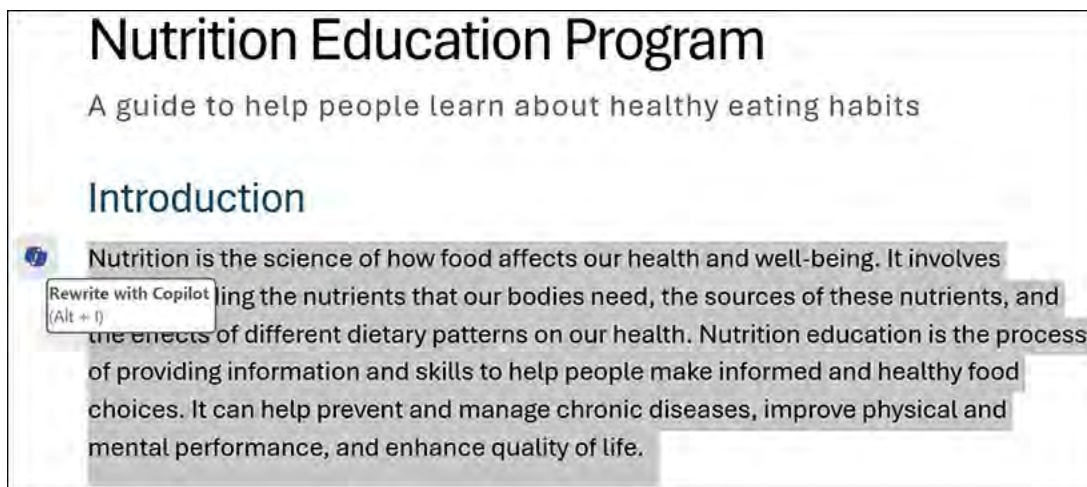 Nutrition Education Program
A guide to help people learn about healthy eating habits
Introduction
Nutrition is the science of how food affects our health and well-being. It involves
Rewrite with Copilot
(Alt + I)
ling the nutrients that our bodies need, the sources of these nutrients, and
the effects of different dietary patterns on our health. Nutrition education is the process
of providing information and skills to help people make informed and healthy food
choices. It can help prevent and manage chronic diseases, improve physical and
mental performance, and enhance quality of life.